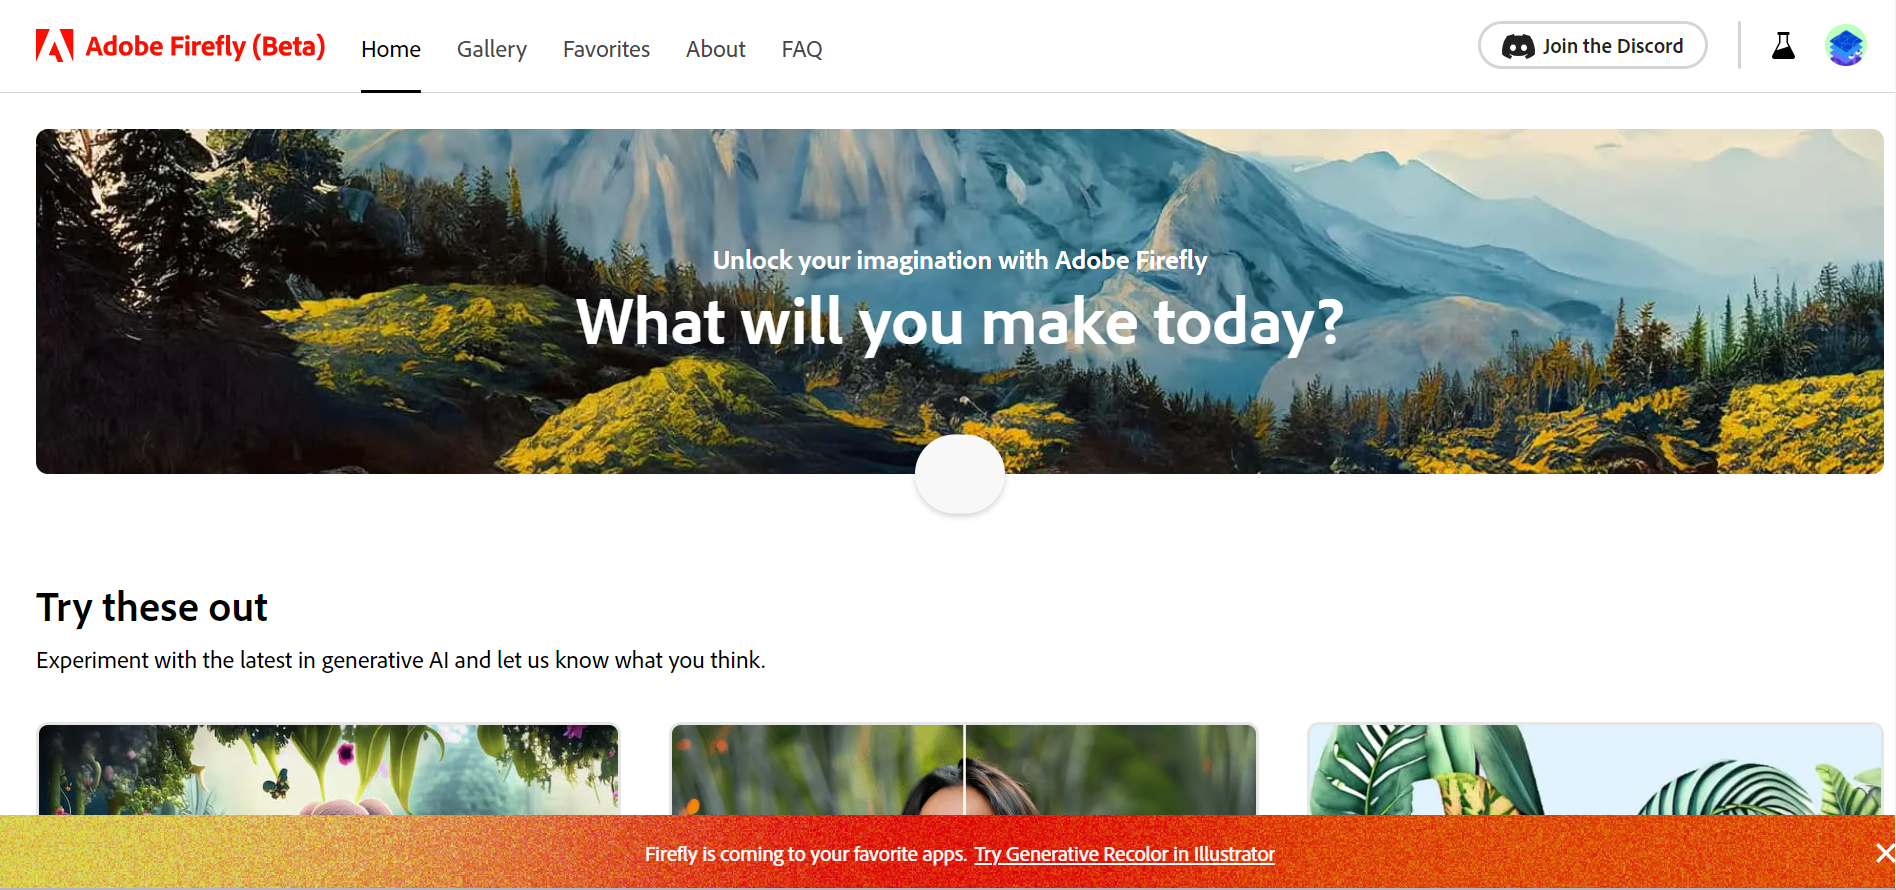 Adobe Firefly (Beta)
Home
Gallery
Favorites
About
FAQ
Join the Discord
Unlock your imagination with Adobe Firefly
What will you make today?
Try these out
Experiment with the latest in generative AI and let us know what you think.
Firefly is coming to your favorite apps. Try Generative Recolor in Illustrator